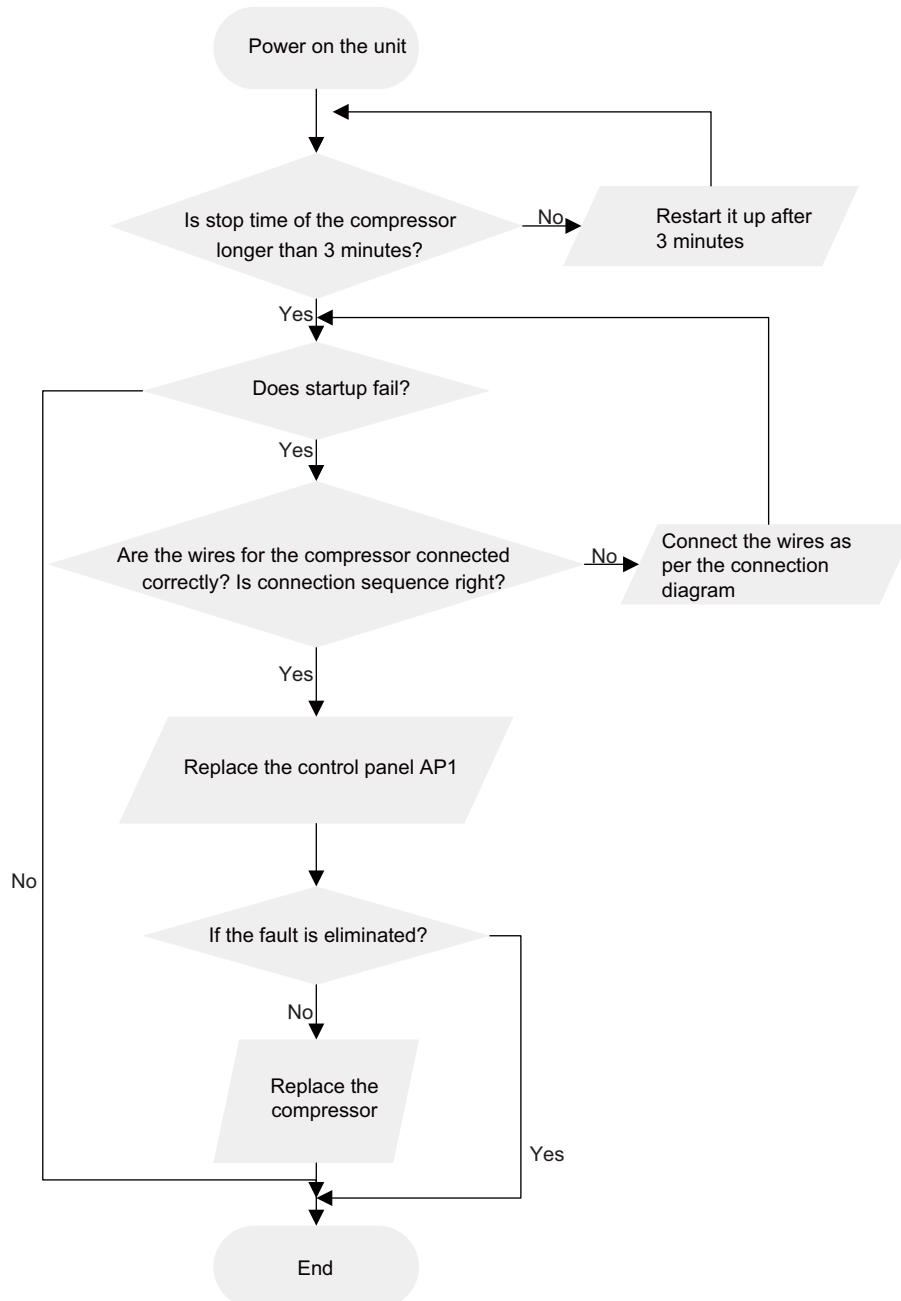 Power on the unit
Is stop time of the compressor
longer than 3 minutes?
No
Restart it up after
3 minutes
Yes
Does startup fail?
Yes
Are the wires for the compressor connected
correctly? Is connection sequence right?
No
Connect the wires as
per the connection
diagram
Yes
Replace the control panel AP1
No
If the fault is eliminated?
No
Replace the
compressor
Yes
End